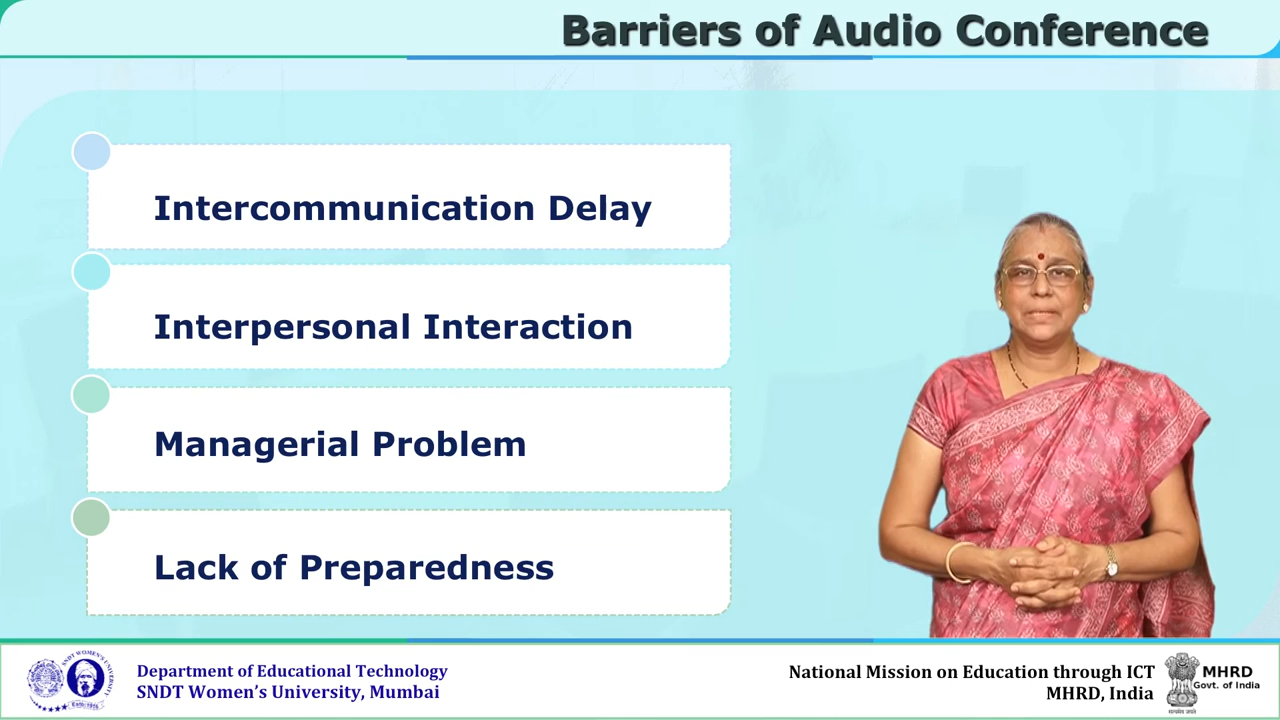 Barriers of Audio Conference
Intercommunication Delay
Interpersonal Interaction
Managerial Problem
Lack of Preparedness
Department of Educational Technology
SNDT Women's University, Mumbai
National Mission on Education through ICT
MHRD, India
MHRD
Govt. of India